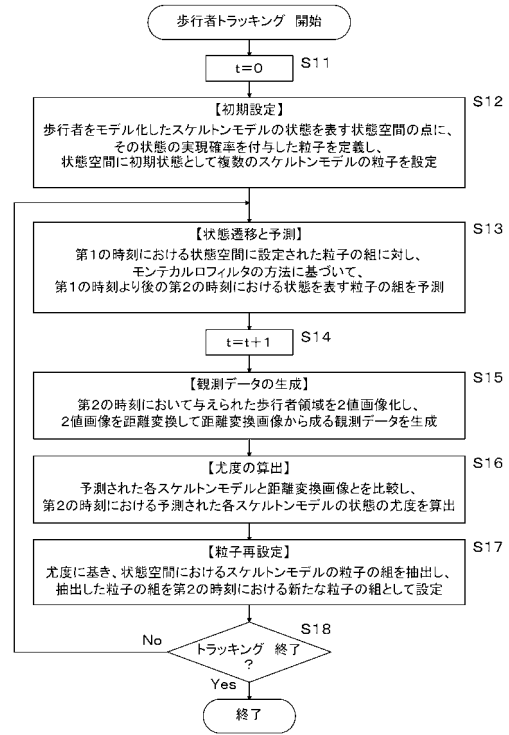 歩行者トラッキング 開始
t=0
S11
S12
【初期設定】
歩行者をモデル化したスケルトンモデルの状態を表す状態空間の点に、
その状態の実現確率を付与した粒子を定義し、
状態空間に初期状態として複数のスケルトンモデルの粒子を設定
S13
【状態遷移と予測】
第1の時刻における状態空間に設定された粒子の組に対し、
モンテカルロフィルタの方法に基づいて、
第1の時刻より後の第2の時刻における状態を表す粒子の組を予測
t=t+1
S14
S15
【観測データの生成】
第2の時刻において与えられた歩行者領域を2値画像化し、
2値画像を距離変換して距離変換画像から成る観測データを生成
S16
【尤度の算出】
予測された各スケルトンモデルと距離変換画像とを比較し、
第2の時刻における予測された各スケルトンモデルの状態の尤度を算出
S17
【粒子再設定】
尤度に基き、状態空間におけるスケルトンモデルの粒子の組を抽出し、
抽出した粒子の組を第2の時刻における新たな粒子の組として設定
S18
No
トラッキング 終了
?
Yes
終了